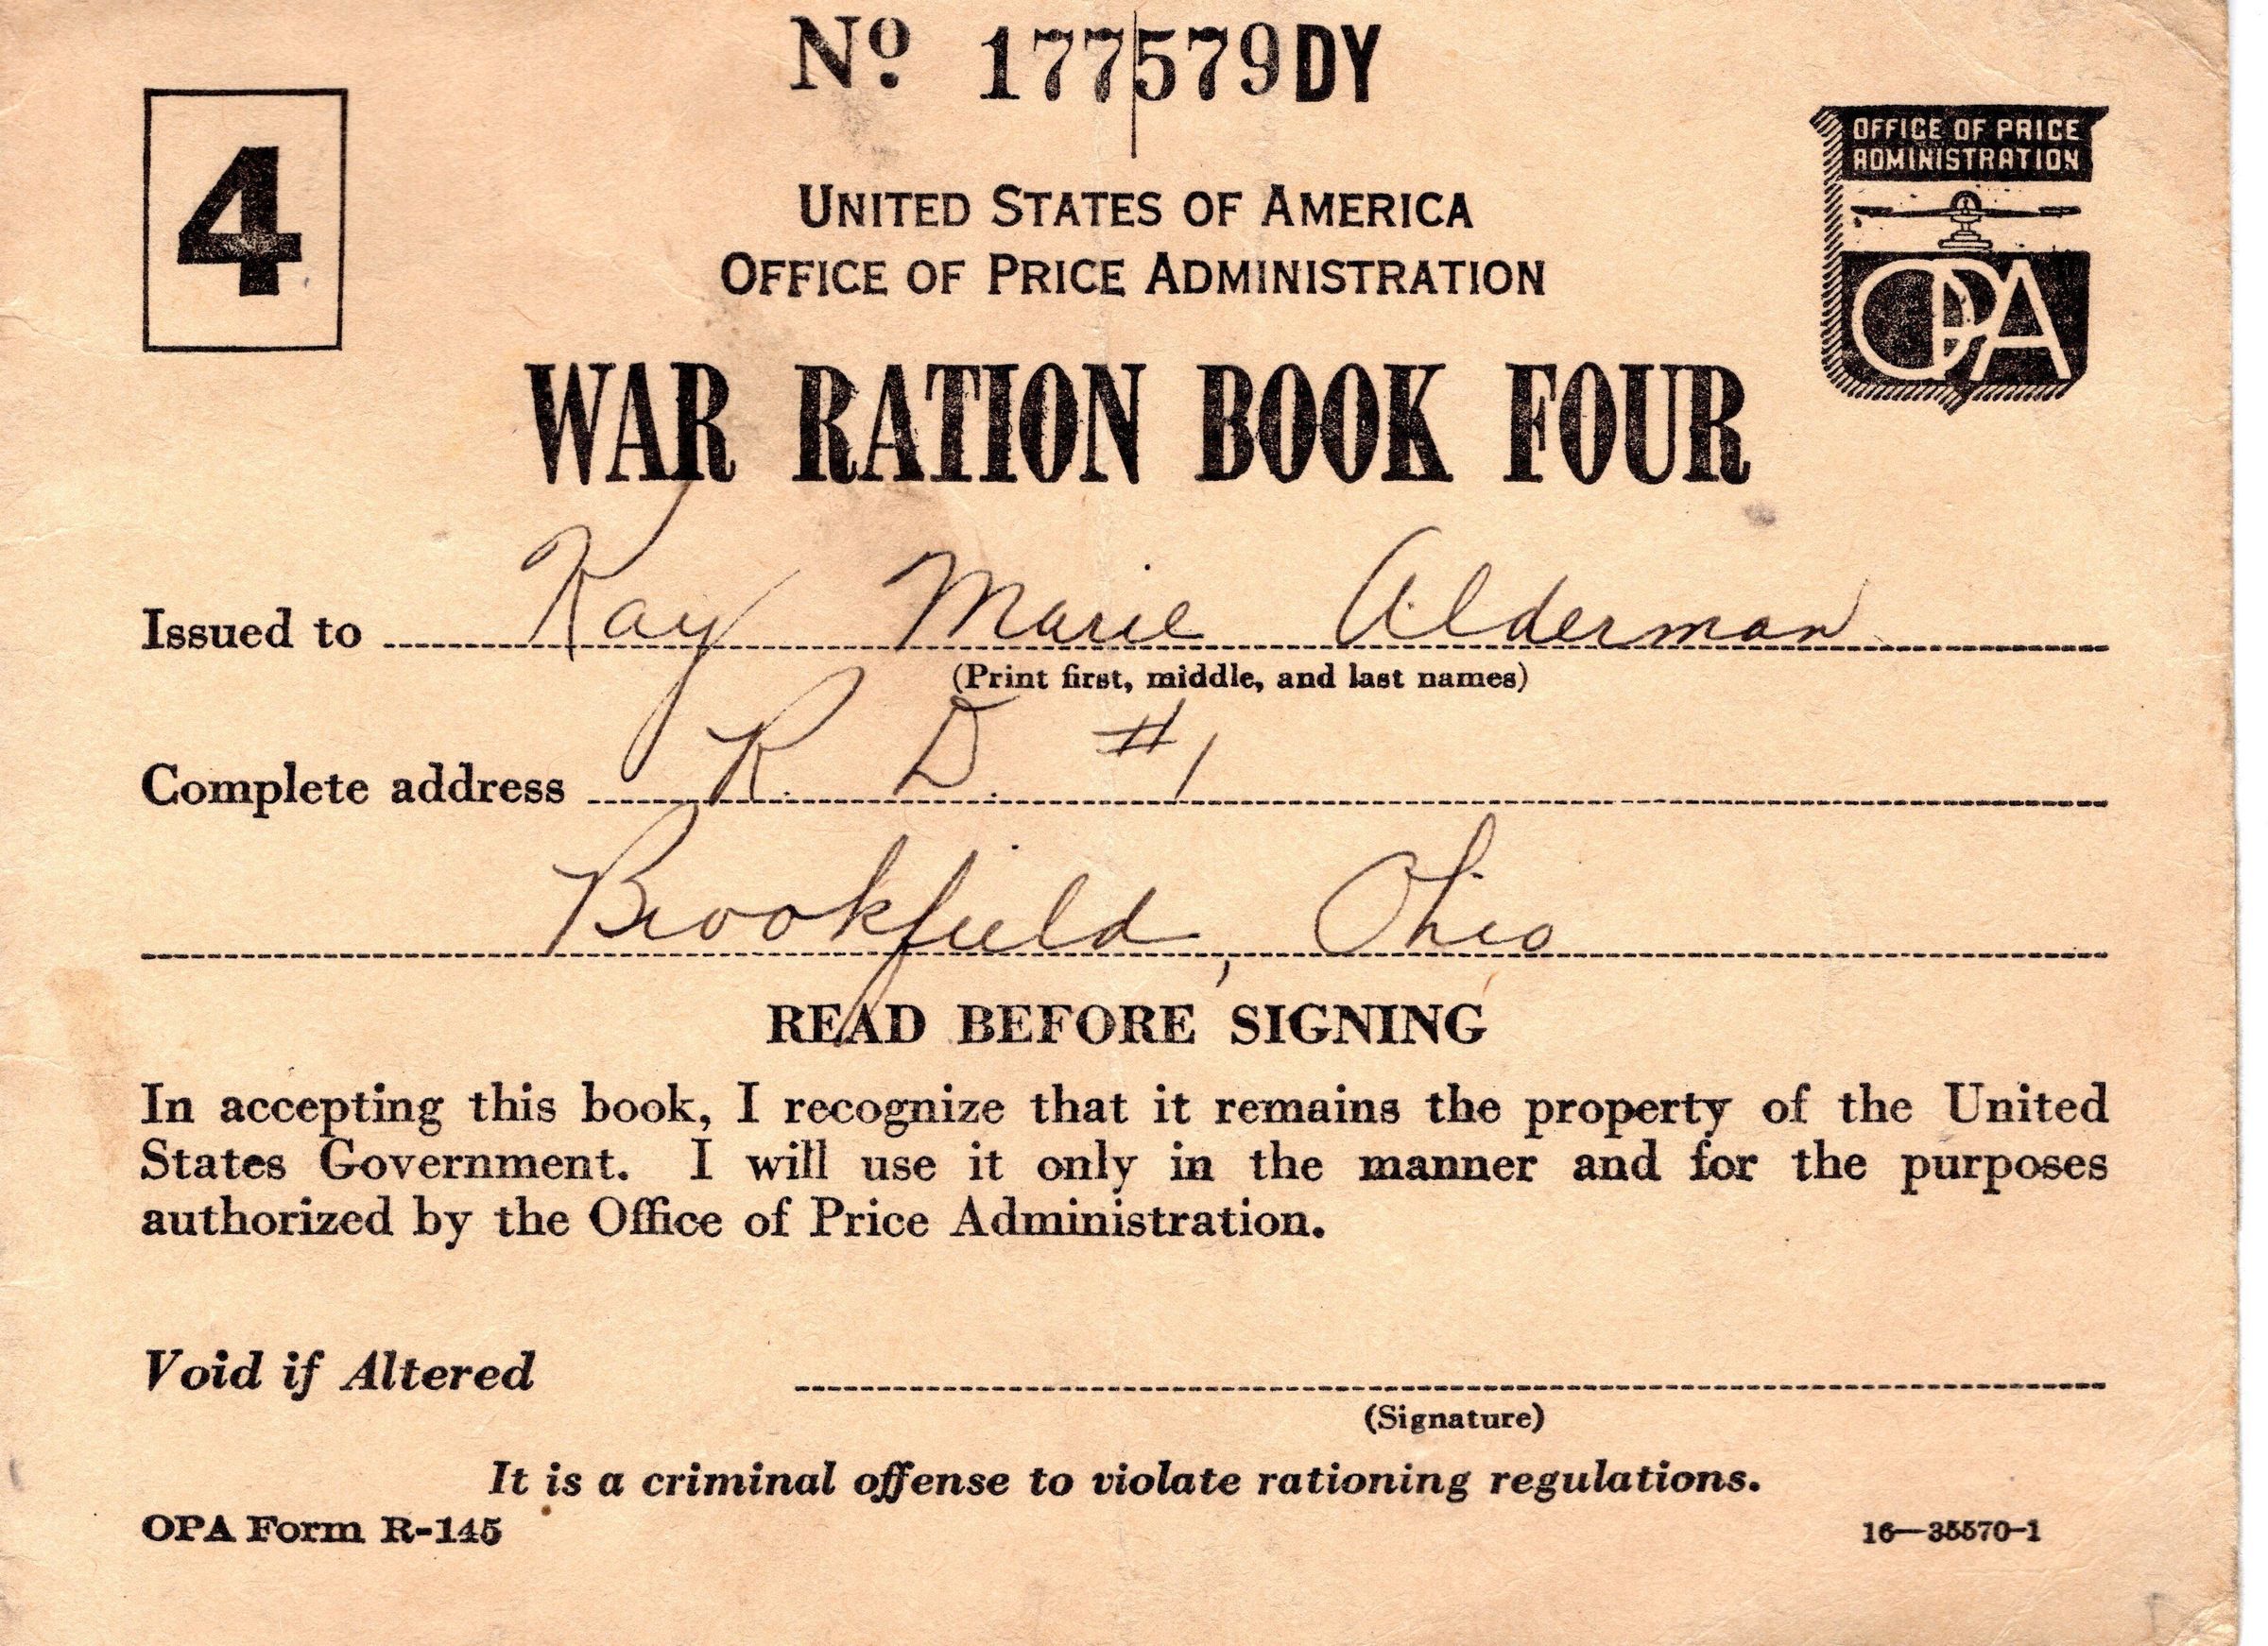 No 177579DY
4
OFFICE OF PRICE
ADMINISTRATION
OPA
UNITED STATES OF AMERICA
OFFICE OF PRICE ADMINISTRATION
WAR RATION BOOK FOUR
Issued to Kay Marie Alderman
(Print first, middle, and last names)
Complete address R. D. #1
Brookfield, Ohio
READ BEFORE SIGNING
In accepting this book, I recognize that it remains the property of the United
States Government. I will use it only in the manner and for the purposes
authorized by the Office of Price Administration.
Void if Altered
(Signature)
It is a criminal offense to violate rationing regulations.
OPA Form R-145
16—35570-1